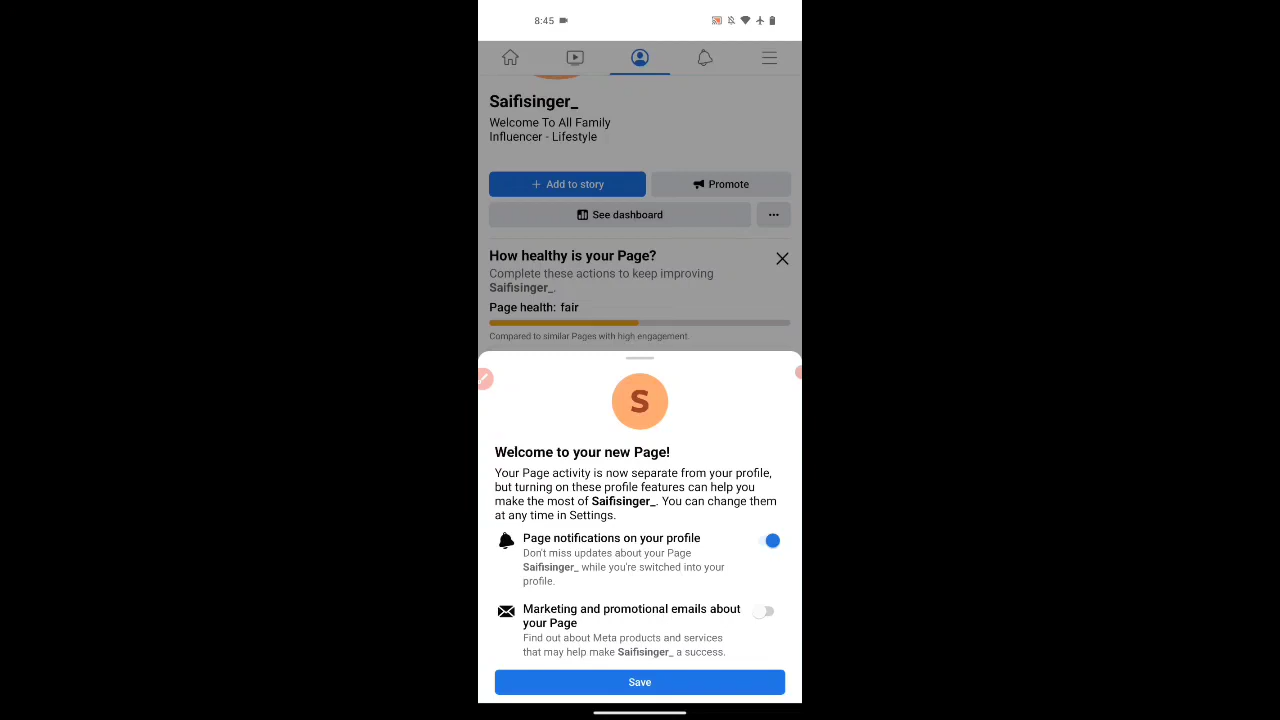 8:45
Saifisinger_
Welcome To All Family
Influencer - Lifestyle
+ Add to story
Promote
See dashboard
...
How healthy is your Page?
Complete these actions to keep improving
Saifisinger_.
Page health: fair
Compared to similar Pages with high engagement.
S
Welcome to your new Page!
Your Page activity is now separate from your profile,
but turning on these profile features can help you
make the most of Saifisinger_. You can change them
at any time in Settings.
Page notifications on your profile
Don't miss updates about your Page
Saifisinger_ while you're switched into your
profile.
Marketing and promotional emails about
your Page
Find out about Meta products and services
that may help make Saifisinger_ a success.
Save